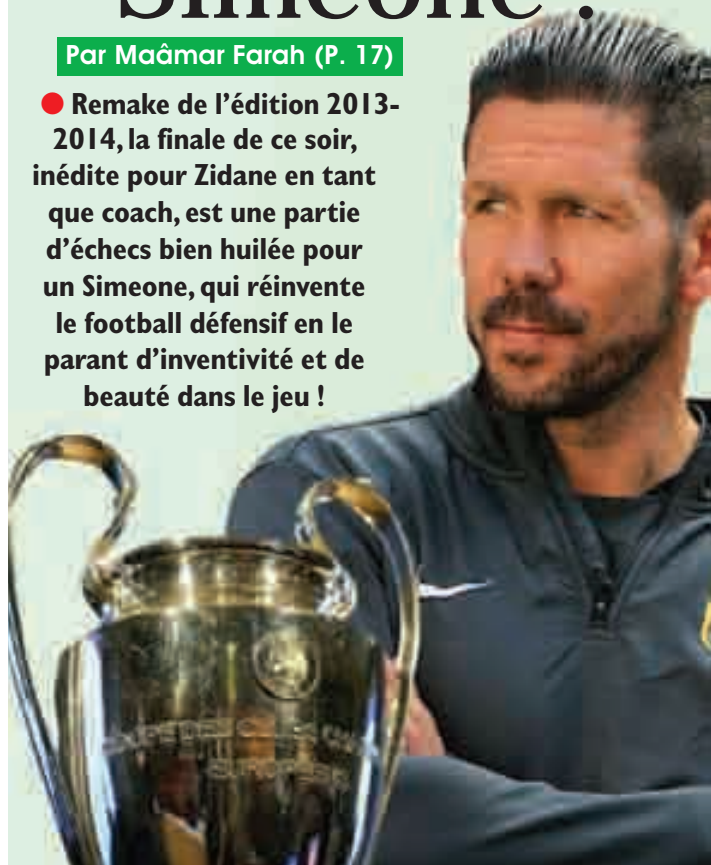 Simeone !
Par Maâmar Farah (P. 17)
● Remake de l'édition 2013-
2014, la finale de ce soir,
inédite pour Zidane en tant
que coach, est une partie
d'échecs bien huilée pour
un Simeone, qui réinvente
le football défensif en le
parant d'inventivité et de
beauté dans le jeu !